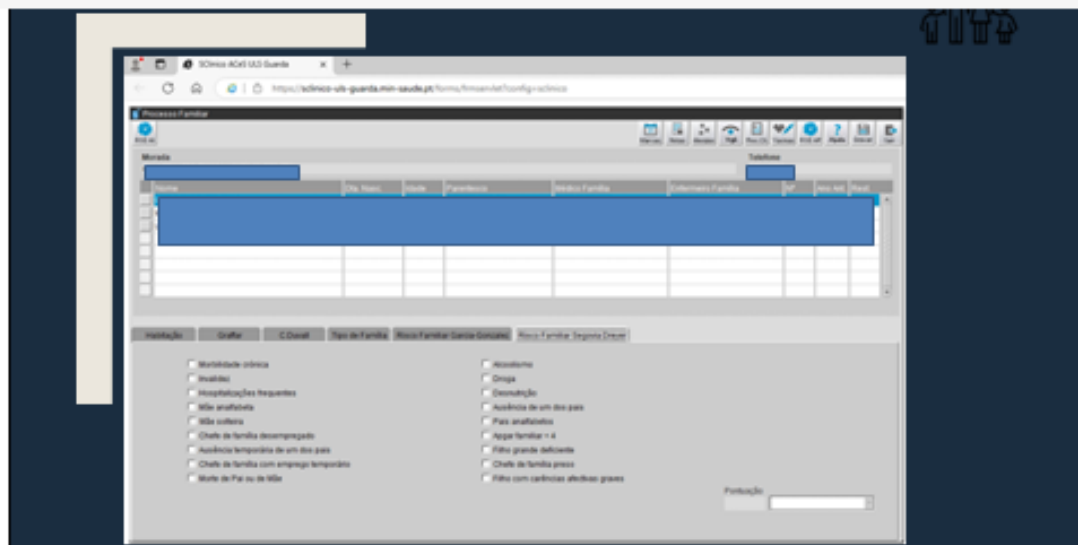 SClínico ACeS ULS Guarda
https://sclinico-uls-guarda.min-saude.pt/forms/frmservlet?config=sclinico
Processo Familiar
Morada
Telefone
Nome Dta. Nasc. Idade Parentesco Médico Família Enfermeiro Família Nº
Habitação Graffar C.Duvall Tipo de Família Risco Familiar Garcia Gonzalez Risco Familiar Segovia Dreyer
Morbilidade crónica
Invalidez
Hospitalizações frequentes
Mãe analfabeta
Mãe solteira
Chefe de família desempregado
Ausência temporária de um dos pais
Chefe de família com emprego temporário
Morte de Pai ou de Mãe
Alcoolismo
Droga
Desnutrição
Ausência de um dos pais
Pais analfabetos
Apgar familiar < 4
Filho grande deficiente
Chefe de família preso
Filho com carências afectivas graves
Pontuação